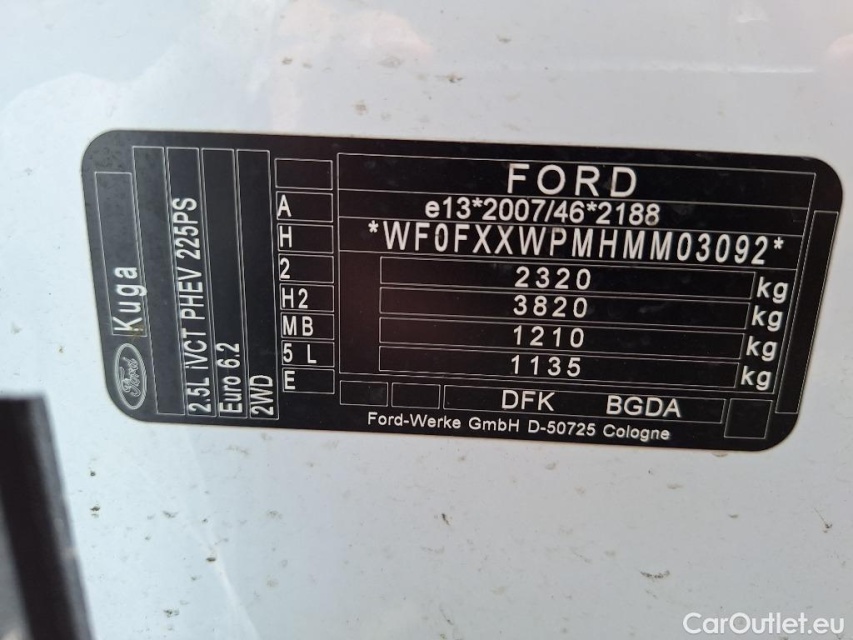 FORD
e13*2007/46*2188
*WF0FXXWPMHMM03092*
2320 kg
3820 kg
1210 kg
1135 kg
DFK BGDA
Ford-Werke GmbH D-50725 Cologne
A
H
2
H2
MB
5 L
E
Kuga
2.5L iVCT PHEV 225PS
Euro 6.2
2WD
Ford
CarOutlet.eu